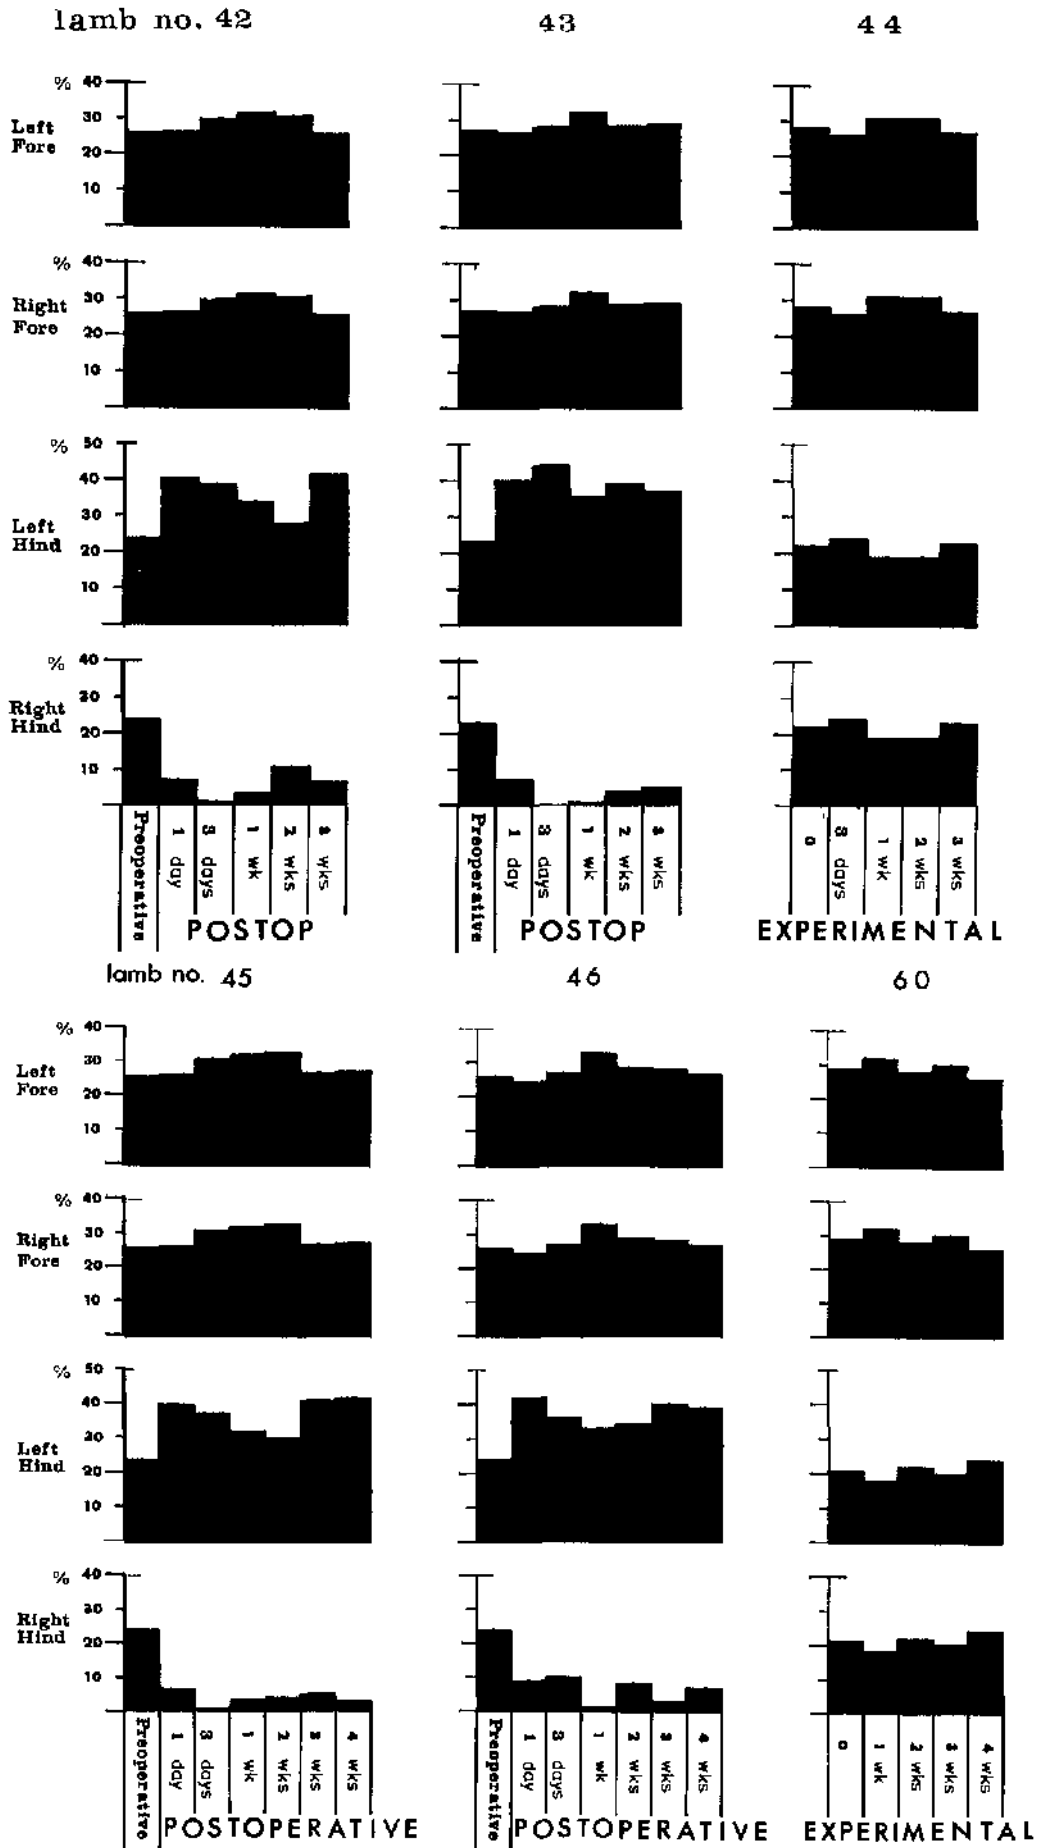 lamb no. 42 43 44
% 40
Left 30
Fore 20
10
% 40
Right 30
Fore 20
10
% 50
40
Left 30
Hind 20
10
% 40
30
Right 20
Hind 10
Preoperative 1 day 3 days 1 wk 2 wks 3 wks
Preoperative 1 day 3 days 1 wk 2 wks 3 wks
0 3 days 1 wk 2 wks 3 wks
POSTOP POSTOP EXPERIMENTAL
lamb no. 45 46 60
% 40
Left 30
Fore 20
10
% 40
Right 30
Fore 20
10
% 50
40
Left 30
Hind 20
10
% 40
Right 30
Hind 20
10
Preoperative 1 day 3 days 1 wk 2 wks 3 wks 4 wks
Preoperative 1 day 3 days 1 wk 2 wks 3 wks 4 wks
0 1 wk 2 wks 3 wks 4 wks
POSTOPERATIVE POSTOPERATIVE EXPERIMENTAL